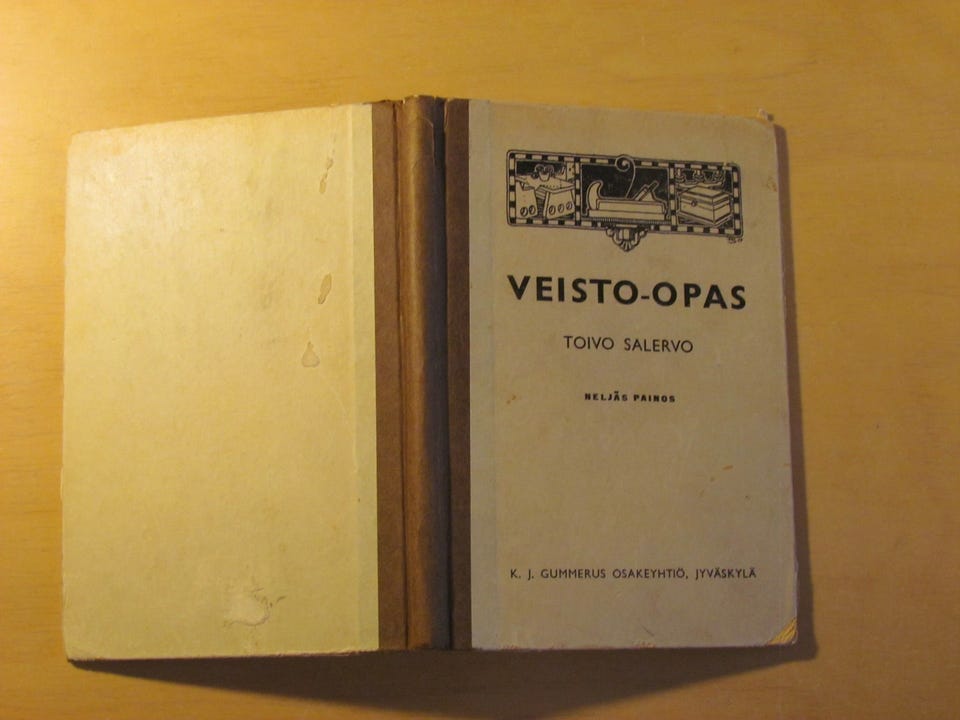 VEISTO-OPAS
TOIVO SALERVO
NELJÄS PAINOS
K. J. GUMMERUS OSAKEYHTIÖ, JYVÄSKYLÄ